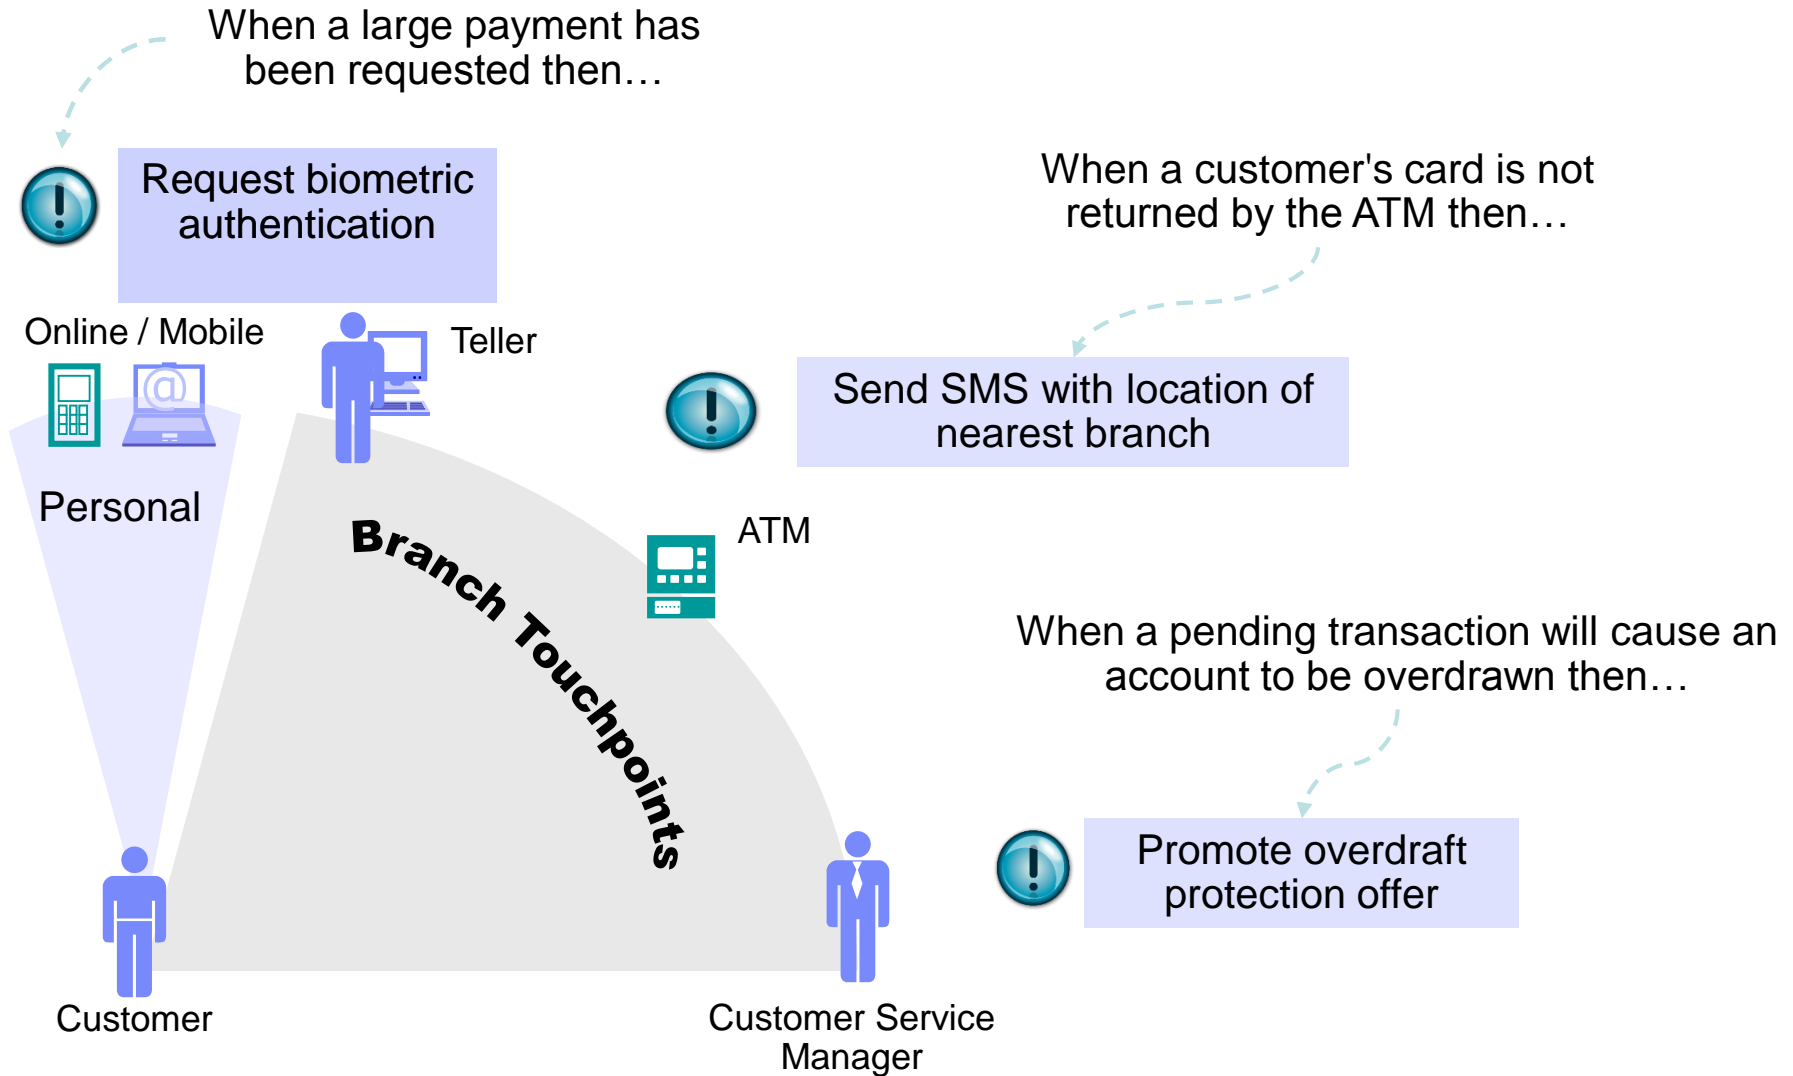 When a large payment has
been requested then…
Request biometric
authentication
When a customer's card is not
returned by the ATM then…
Online / Mobile
Teller
Send SMS with location of
nearest branch
@
Personal
ATM
Branch Touchpoints
When a pending transaction will cause an
account to be overdrawn then…
Promote overdraft
protection offer
Customer
Customer Service
Manager